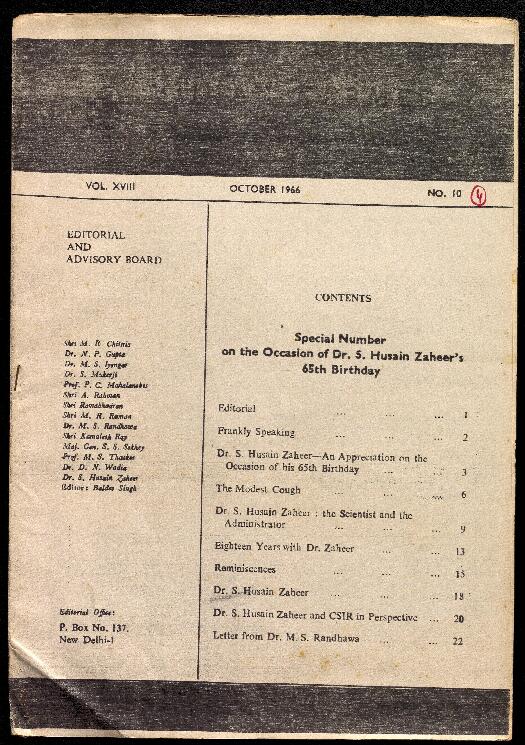 VOL. XVIII OCTOBER 1966 NO. 10 4
EDITORIAL
AND
ADVISORY BOARD
Shri M. R. Chilnis
Dr. N. P. Gupta
Dr. M. S. Iyengar
Dr. S. Mukerji
Prof. P. C. Mahalanobis
Shri A. Rahman
Shri Ramabhadran
Shri M. H. Raman
Dr. M. S. Randhawa
Shri Kamalesh Ray
Maj. Gen. S. S. Sokhey
Prof. M. S. Thacker
Dr. D. N. Wadia
Dr. S. Husain Zaheer
Editor: Baldev Singh
Editorial Office:
P. Box No. 137.
New Delhi-1
CONTENTS
Special Number
on the Occasion of Dr. S. Husain Zaheer's
65th Birthday
Editorial ... ... ... 1
Frankly Speaking ... ... ... 2
Dr. S. Husain Zaheer—An Appreciation on the
Occasion of his 65th Birthday ... ... 3
The Modest Cough ... ... ... 6
Dr. S. Husain Zaheer : the Scientist and the
Administrator ... ... ... 9
Eighteen Years with Dr. Zaheer ... ... 13
Reminiscences ... ... ... 15
Dr. S. Husain Zaheer ... ... ... 18
Dr. S. Husain Zaheer and CSIR in Perspective ... 20
Letter from Dr. M. S. Randhawa ... ... 22